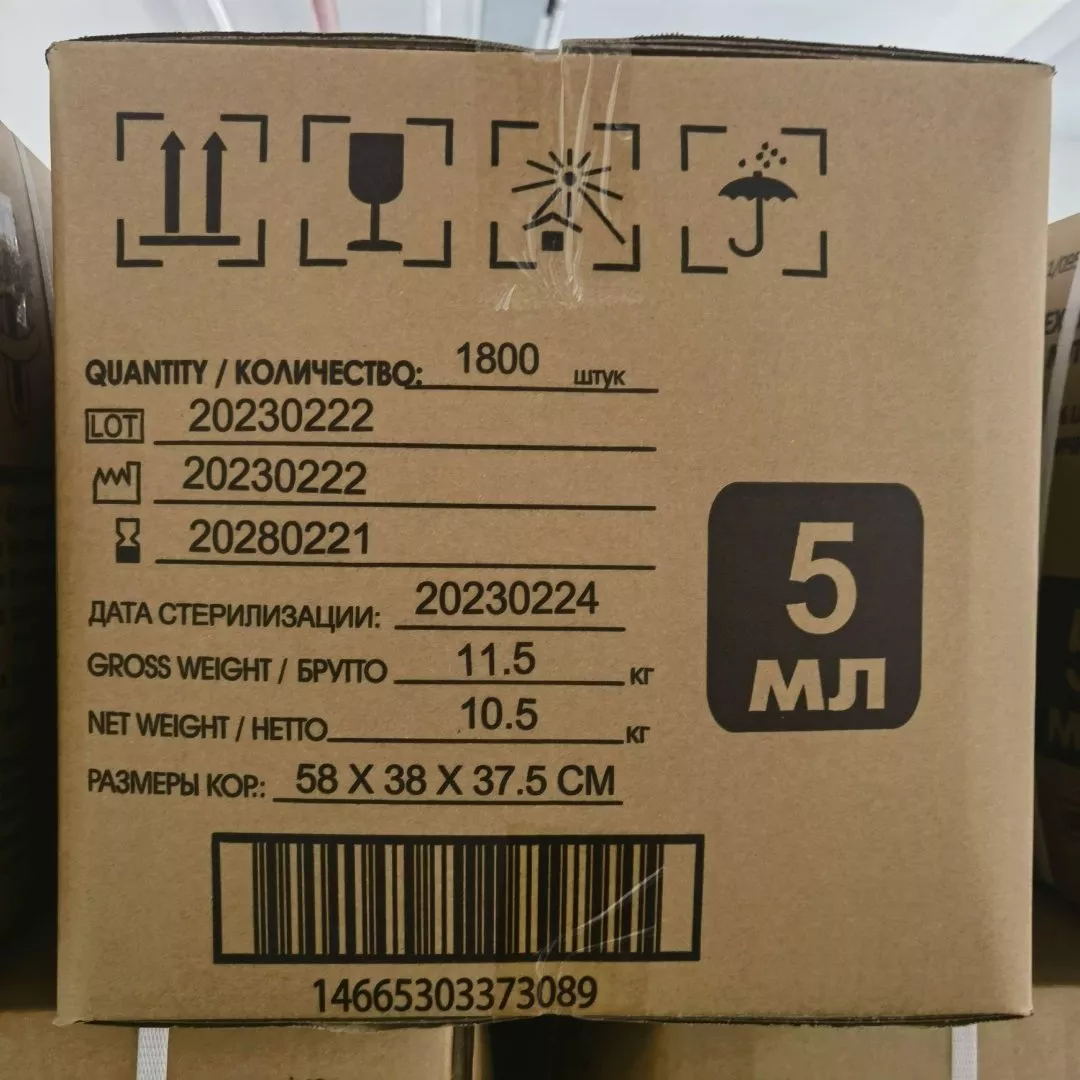 QUANTITY / КОЛИЧЕСТВО: 1800 штук
LOT 20230222
20230222
20280221
ДАТА СТЕРИЛИЗАЦИИ: 20230224
GROSS WEIGHT / БРУТТО 11.5 кг
NET WEIGHT / НЕТТО 10.5 кг
РАЗМЕРЫ КОР.: 58 X 38 X 37.5 CM
5
МЛ
14665303373089